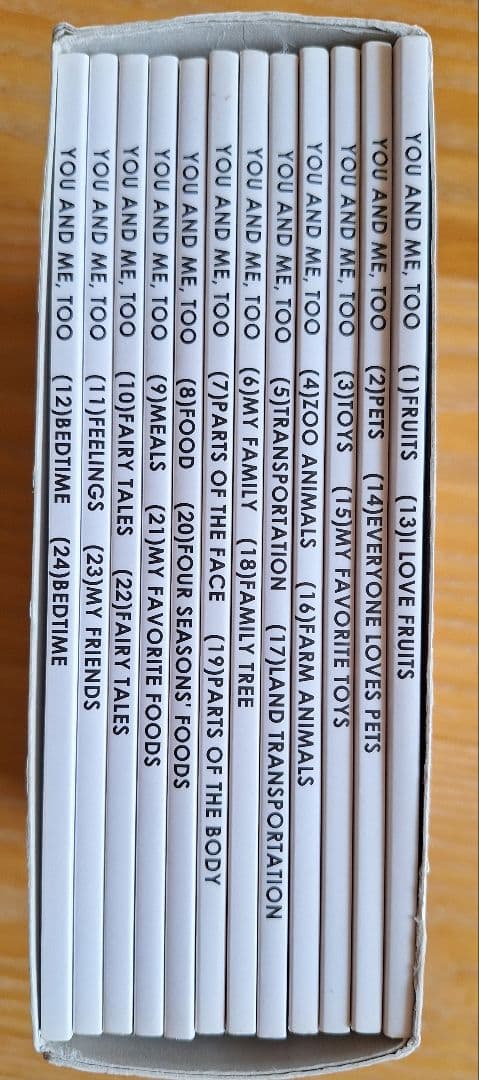 YOU AND ME, TOO (1)FRUITS (13)I LOVE FRUITS
YOU AND ME, TOO (2)PETS (14)EVERYONE LOVES PETS
YOU AND ME, TOO (3)TOYS (15)MY FAVORITE TOYS
YOU AND ME, TOO (4)ZOO ANIMALS (16)FARM ANIMALS
YOU AND ME, TOO (5)TRANSPORTATION (17)LAND TRANSPORTATION
YOU AND ME, TOO (6)MY FAMILY (18)FAMILY TREE
YOU AND ME, TOO (7)PARTS OF THE FACE (19)PARTS OF THE BODY
YOU AND ME, TOO (8)FOOD (20)FOUR SEASONS' FOODS
YOU AND ME, TOO (9)MEALS (21)MY FAVORITE FOODS
YOU AND ME, TOO (10)FAIRY TALES (22)FAIRY TALES
YOU AND ME, TOO (11)FEELINGS (23)MY FRIENDS
YOU AND ME, TOO (12)BEDTIME (24)BEDTIME